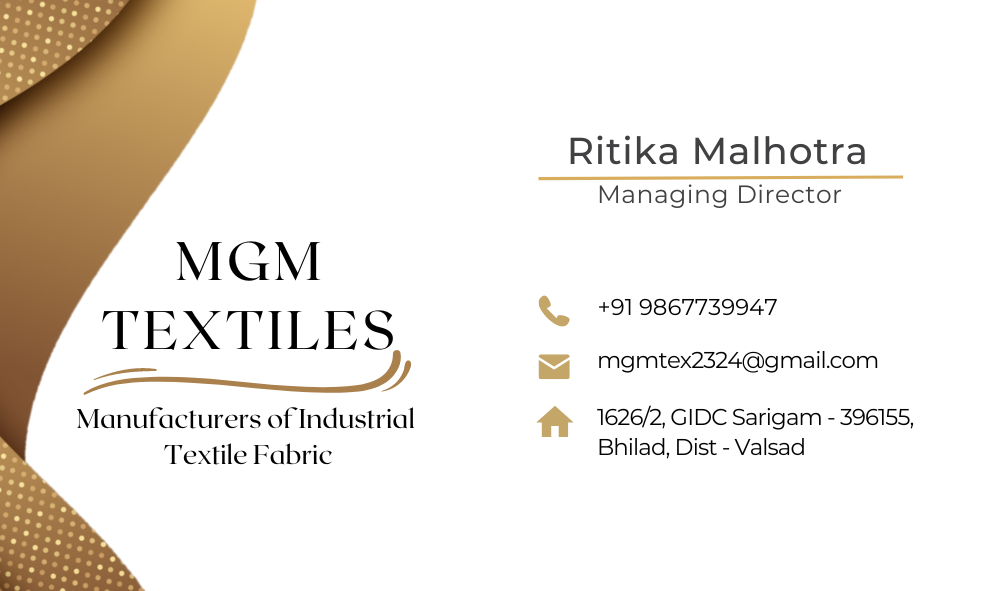 MGM
TEXTILES
Manufacturers of Industrial
Textile Fabric
Ritika Malhotra
Managing Director
+91 9867739947
mgmtex2324@gmail.com
1626/2, GIDC Sarigam - 396155,
Bhilad, Dist - Valsad